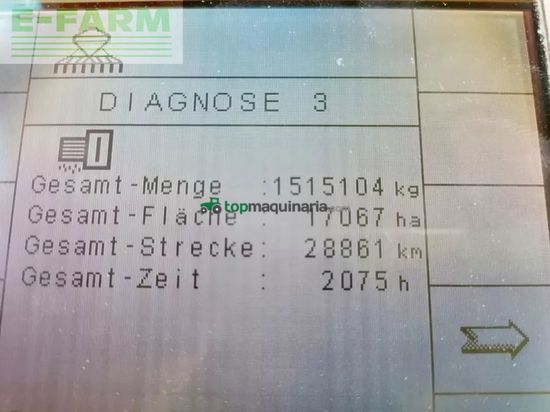 E-FARM
DIAGNOSE 3
Gesamt-Menge :1515104 kg
Gesamt-Fläche : 17067 ha
topmaquinaria.com
Gesamt-Strecke: 28861 km
Gesamt-Zeit : 2075 h